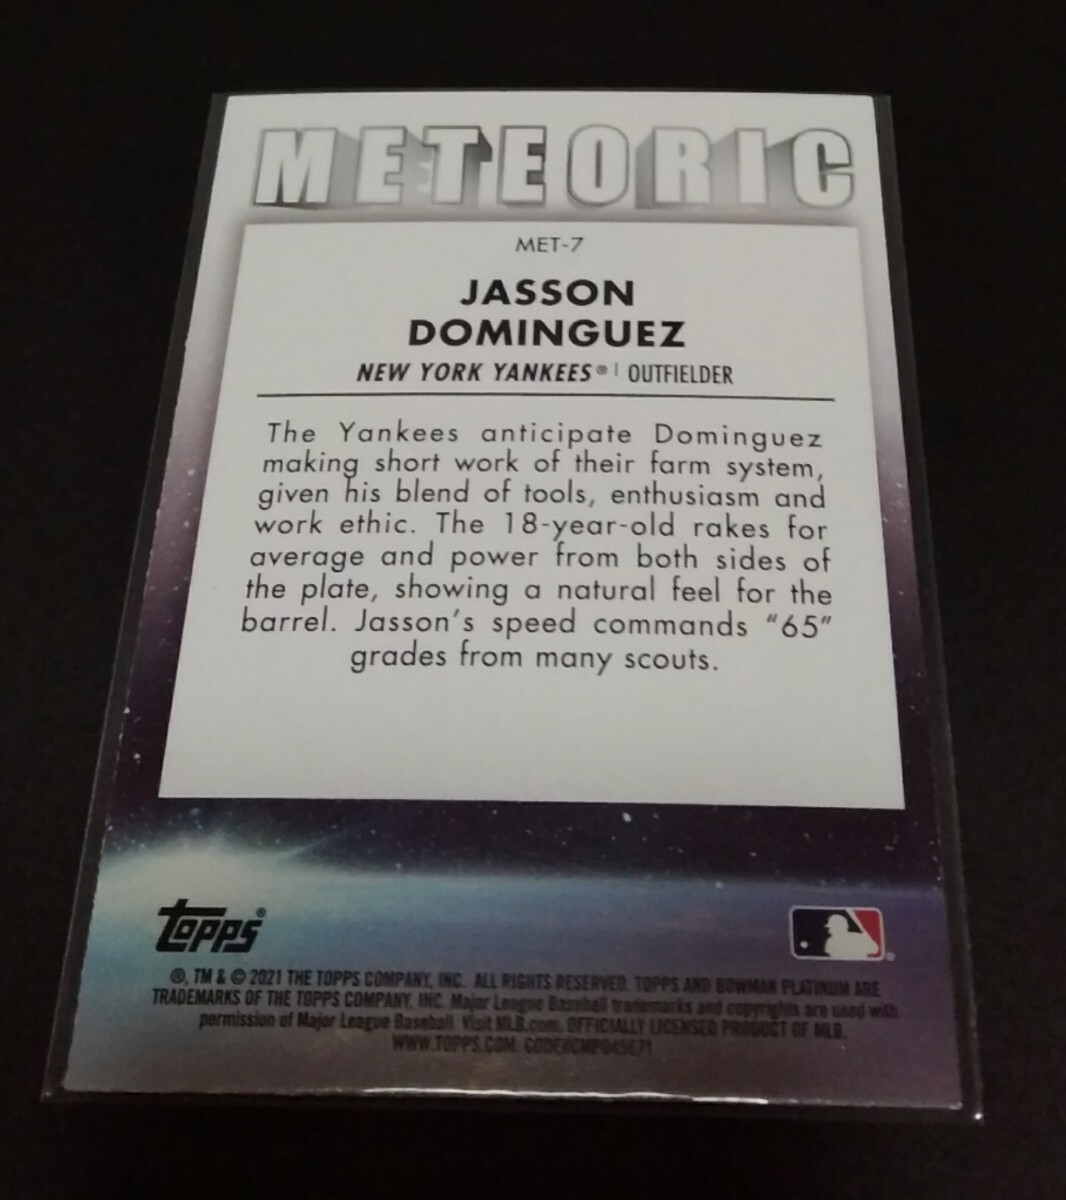 METEORIC
MET-7
JASSON
DOMINGUEZ
NEW YORK YANKEES® | OUTFIELDER
The Yankees anticipate Dominguez
making short work of their farm system,
given his blend of tools, enthusiasm and
work ethic. The 18-year-old rakes for
average and power from both sides of
the plate, showing a natural feel for the
barrel. Jasson's speed commands "65"
grades from many scouts.
Topps®
®, TM & © 2021 THE TOPPS COMPANY, INC. ALL RIGHTS RESERVED. TOPPS AND BOWMAN PLATINUM ARE
TRADEMARKS OF THE TOPPS COMPANY, INC. Major League Baseball trademarks and copyrights are used with
permission of Major League Baseball. Visit MLB.com. OFFICIALLY LICENSED PRODUCT OF MLB.
WWW.TOPPS.COM. CODE#CMP045671